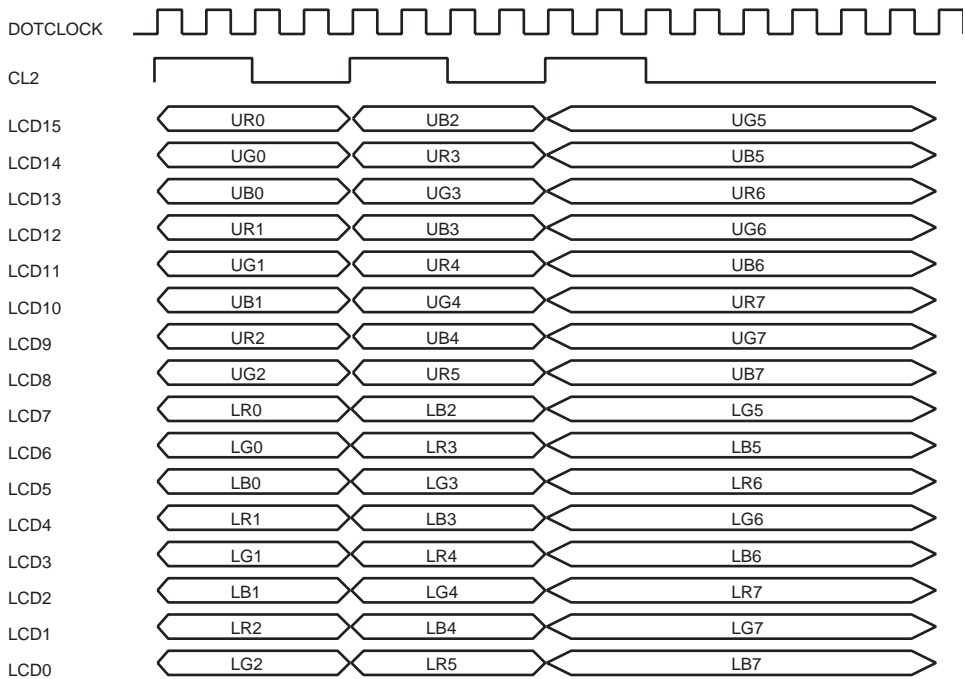 DOTCLOCK
CL2
LCD15 UR0 UB2 UG5
LCD14 UG0 UR3 UB5
LCD13 UB0 UG3 UR6
LCD12 UR1 UB3 UG6
LCD11 UG1 UR4 UB6
LCD10 UB1 UG4 UR7
LCD9 UR2 UB4 UG7
LCD8 UG2 UR5 UB7
LCD7 LR0 LB2 LG5
LCD6 LG0 LR3 LB5
LCD5 LB0 LG3 LR6
LCD4 LR1 LB3 LG6
LCD3 LG1 LR4 LB6
LCD2 LB1 LG4 LR7
LCD1 LR2 LB4 LG7
LCD0 LG2 LR5 LB7